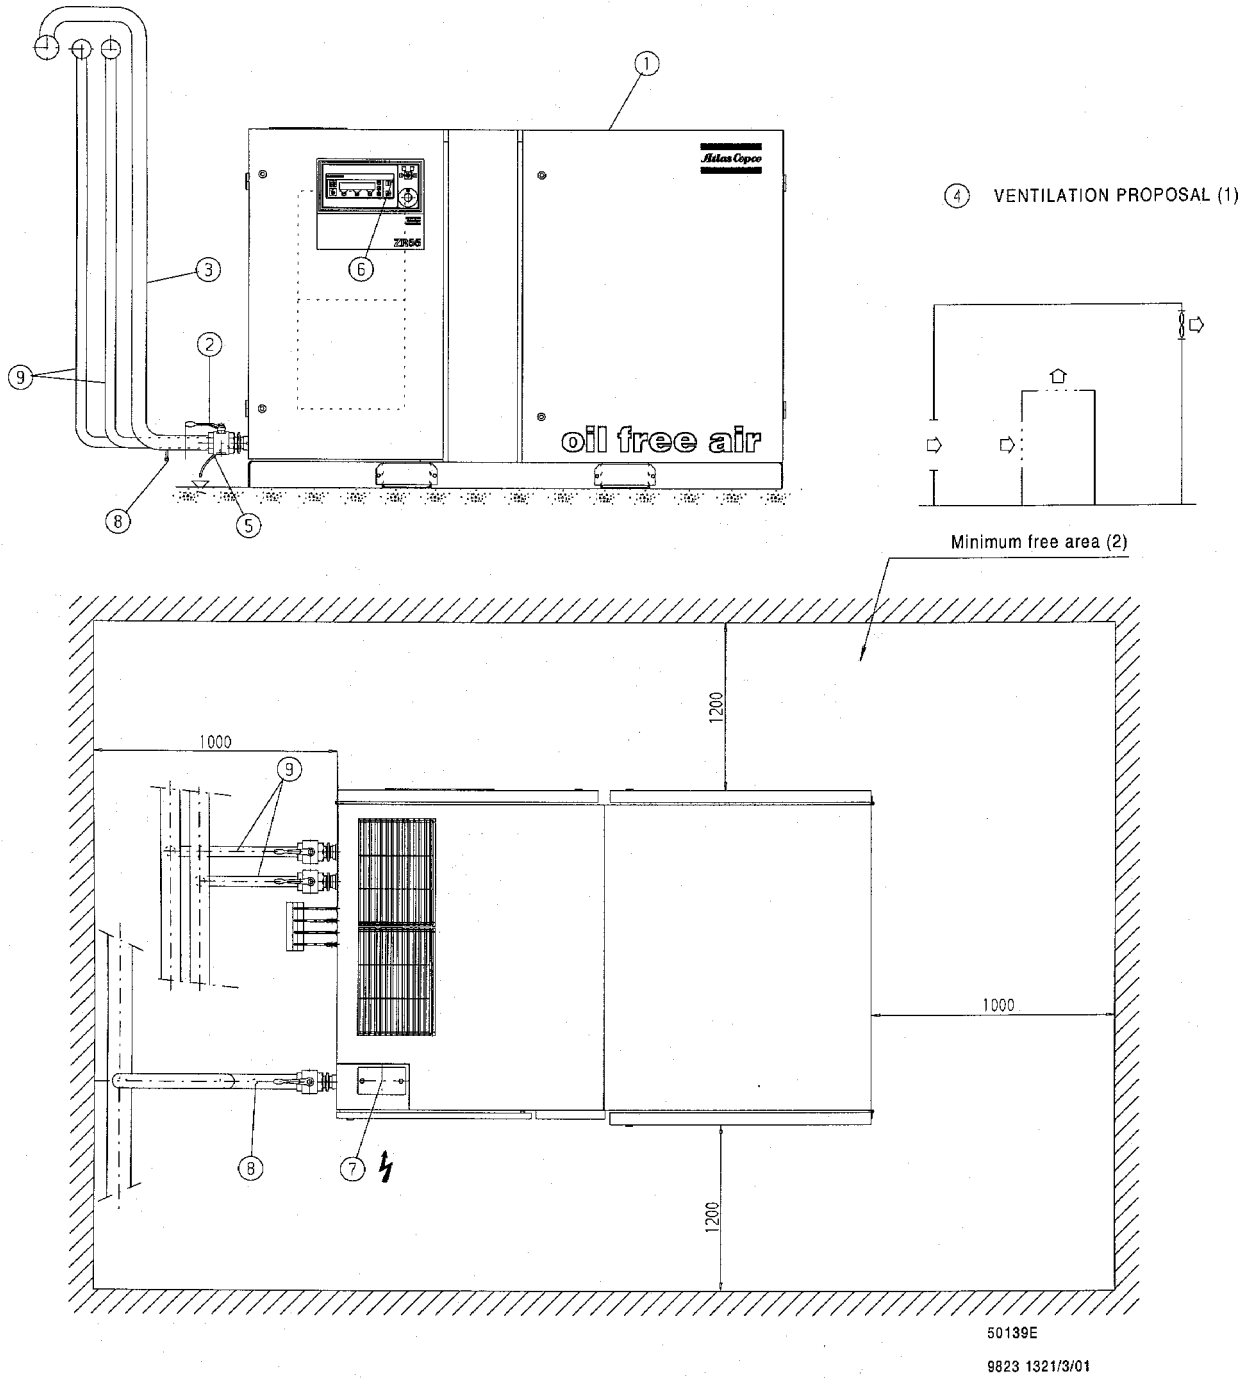 1
Atlas Copco
4 VENTILATION PROPOSAL (1)
ZR55
6
3
2
9
oil free air
8
5
Minimum free area (2)
1200
1000
9
1000
8
7
1200
50139E
9823 1321/3/01